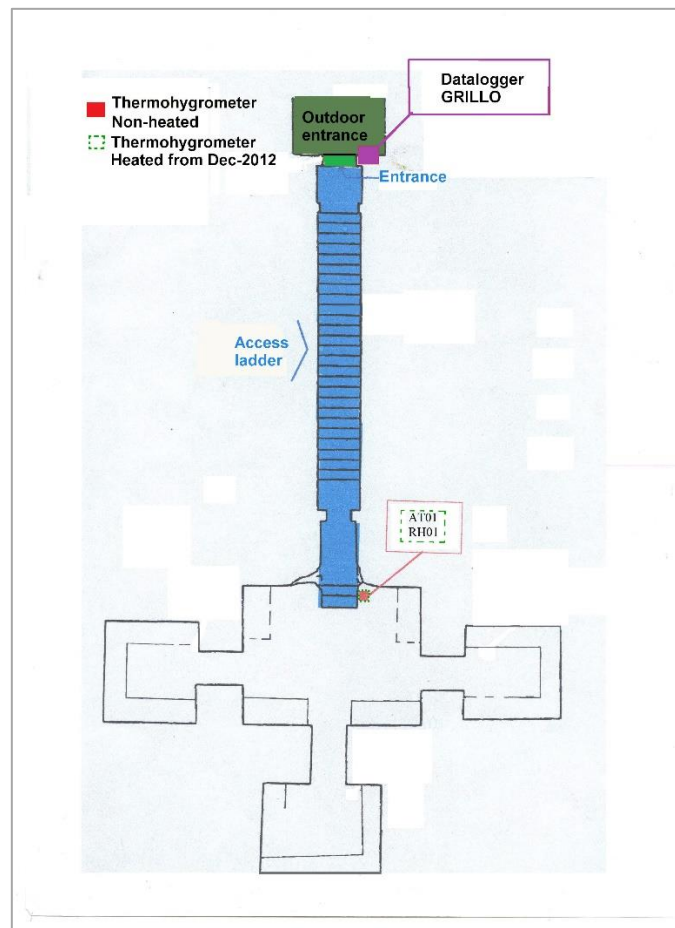 Datalogger
GRILLO
Thermohygrometer
Non-heated
Thermohygrometer
Heated from Dec-2012
Outdoor
entrance
Entrance
Access
ladder
AT01
RH01